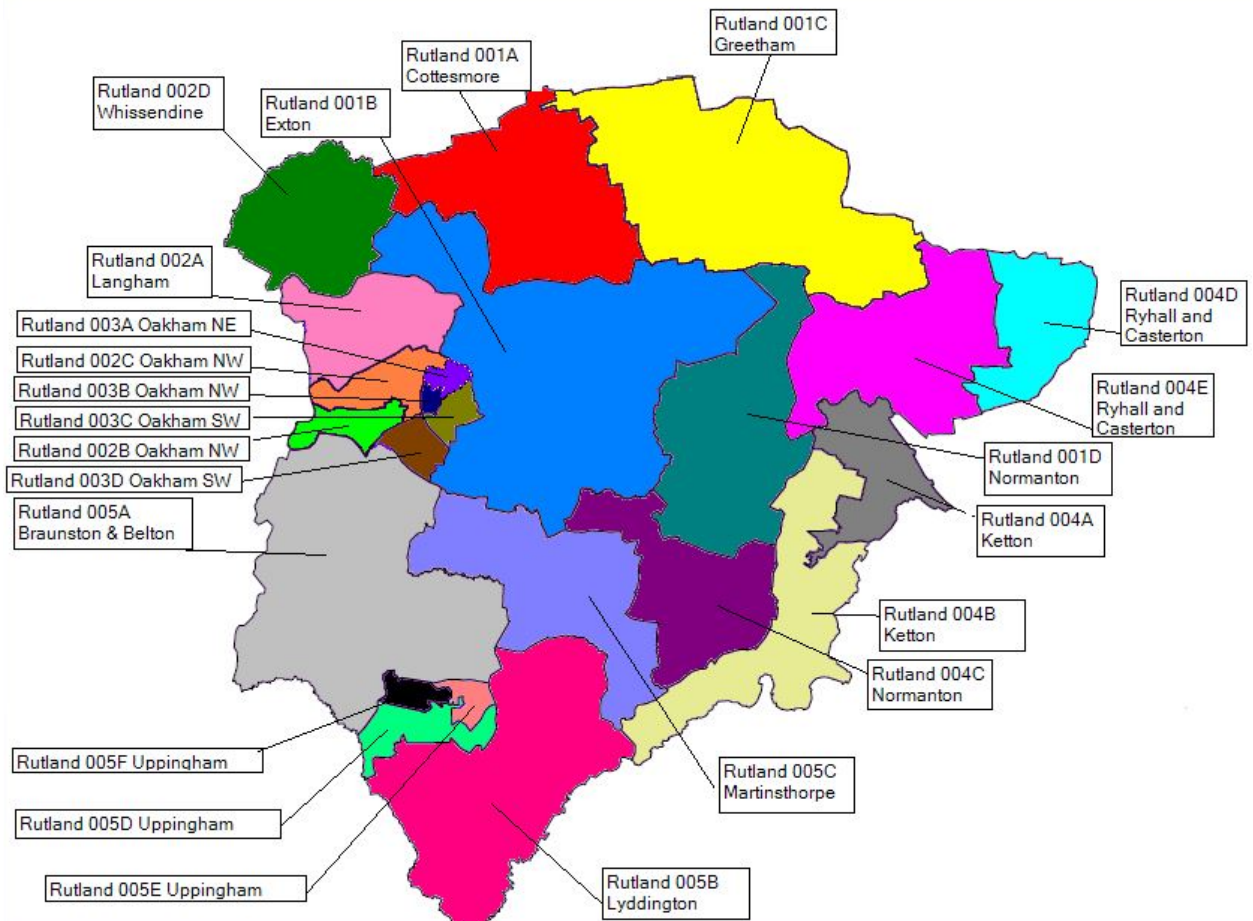 Rutland 001C
Greetham
Rutland 001A
Cottesmore
Rutland 002D
Whissendine
Rutland 001B
Exton
Rutland 002A
Langham
Rutland 003A Oakham NE
Rutland 002C Oakham NW
Rutland 003B Oakham NW
Rutland 003C Oakham SW
Rutland 002B Oakham NW
Rutland 003D Oakham SW
Rutland 005A
Braunston & Belton
Rutland 004D
Ryhall and
Casterton
Rutland 004E
Ryhall and
Casterton
Rutland 001D
Normanton
Rutland 004A
Ketton
Rutland 004B
Ketton
Rutland 004C
Normanton
Rutland 005F Uppingham
Rutland 005C
Martinsthorpe
Rutland 005D Uppingham
Rutland 005E Uppingham
Rutland 005B
Lyddington